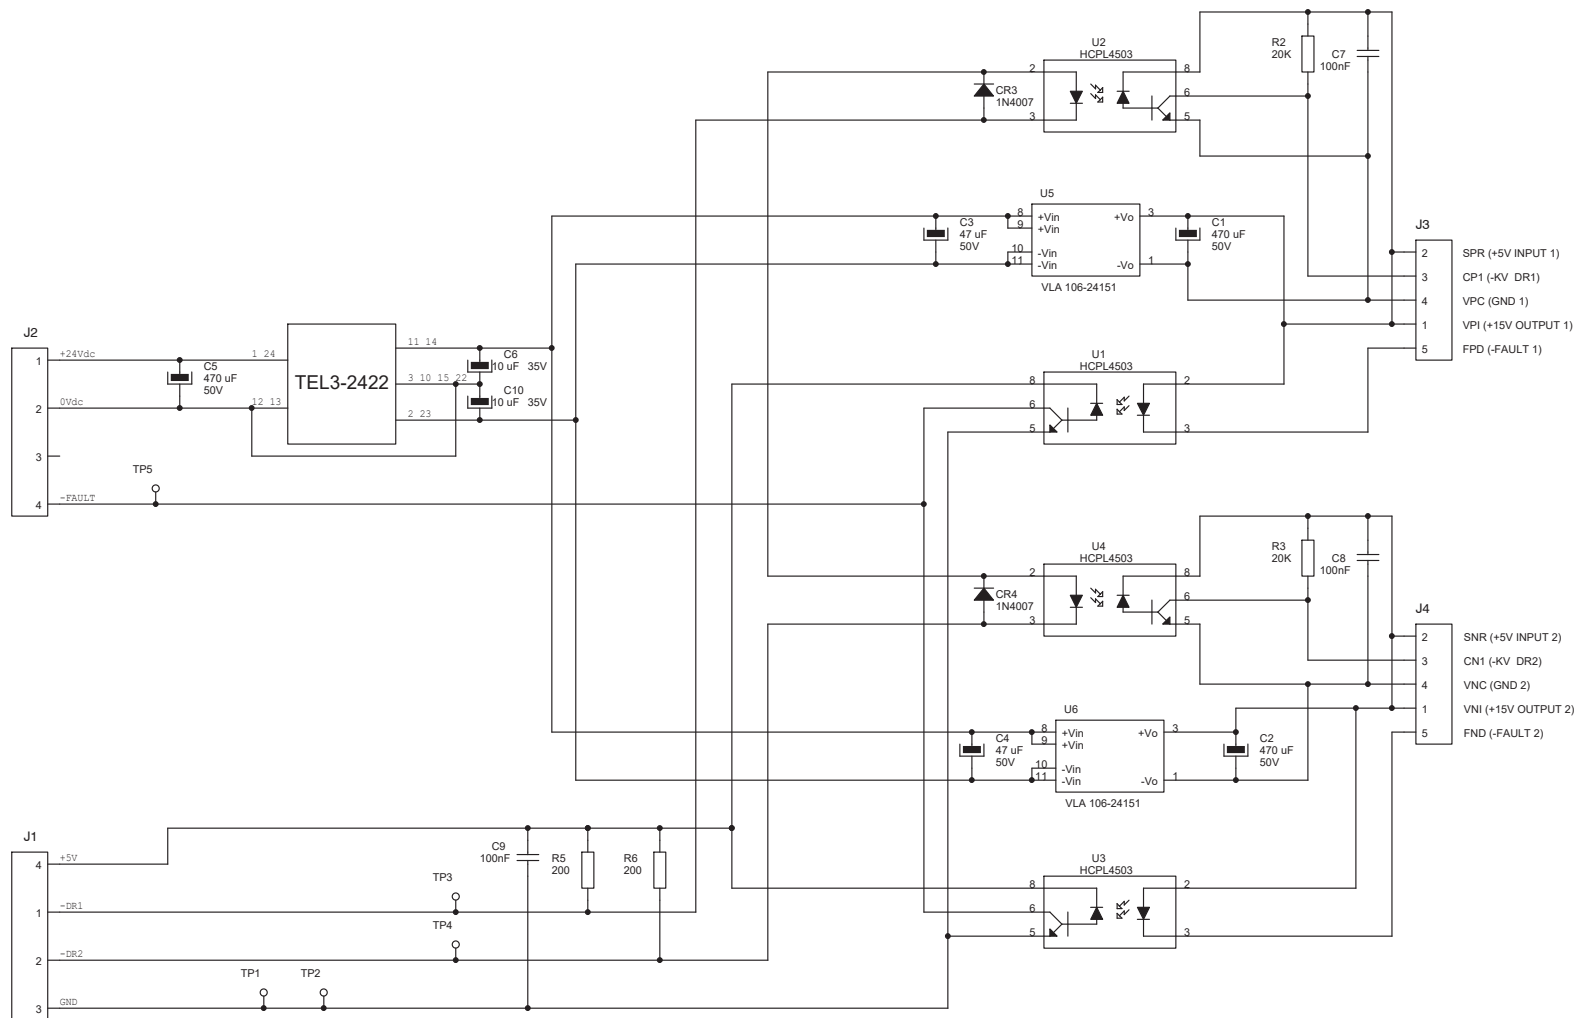 U2
HCPL4503
2
3
8
6
5
CR3
1N4007
R2
20K
C7
100nF
U5
8
9
10
11
+Vin
+Vin
-Vin
-Vin
+Vo
-Vo
3
1
VLA 106-24151
C3
47 uF
50V
C1
470 uF
50V
J3
2
3
4
1
5
SPR (+5V INPUT 1)
CP1 (-KV DR1)
VPC (GND 1)
VPI (+15V OUTPUT 1)
FPD (-FAULT 1)
J2
1
2
3
4
+24Vdc
0Vdc
-FAULT
C5
470 uF
50V
1 24
12 13
TEL3-2422
11 14
3 10 15 22
2 23
C6
10 uF 35V
C10
10 uF 35V
TP5
U1
HCPL4503
8
6
5
2
3
U4
HCPL4503
2
3
8
6
5
CR4
1N4007
R3
20K
C8
100nF
J4
2
3
4
1
5
SNR (+5V INPUT 2)
CN1 (-KV DR2)
VNC (GND 2)
VNI (+15V OUTPUT 2)
FND (-FAULT 2)
U6
8
9
10
11
+Vin
+Vin
-Vin
-Vin
+Vo
-Vo
3
1
VLA 106-24151
C4
47 uF
50V
C2
470 uF
50V
J1
4
1
2
3
+5V
-DR1
-DR2
GND
C9
100nF
R5
200
R6
200
TP3
TP4
TP1
TP2
U3
HCPL4503
8
6
5
2
3